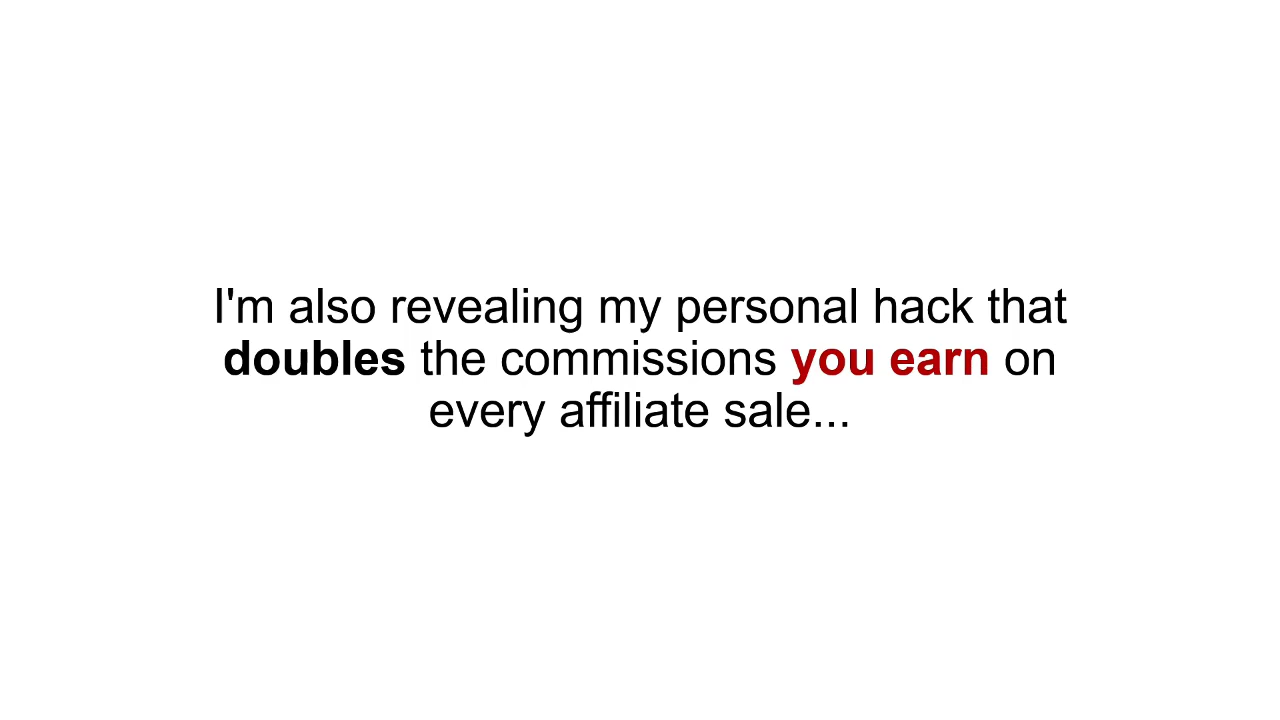 I'm also revealing my personal hack that
doubles the commissions you earn on
every affiliate sale...